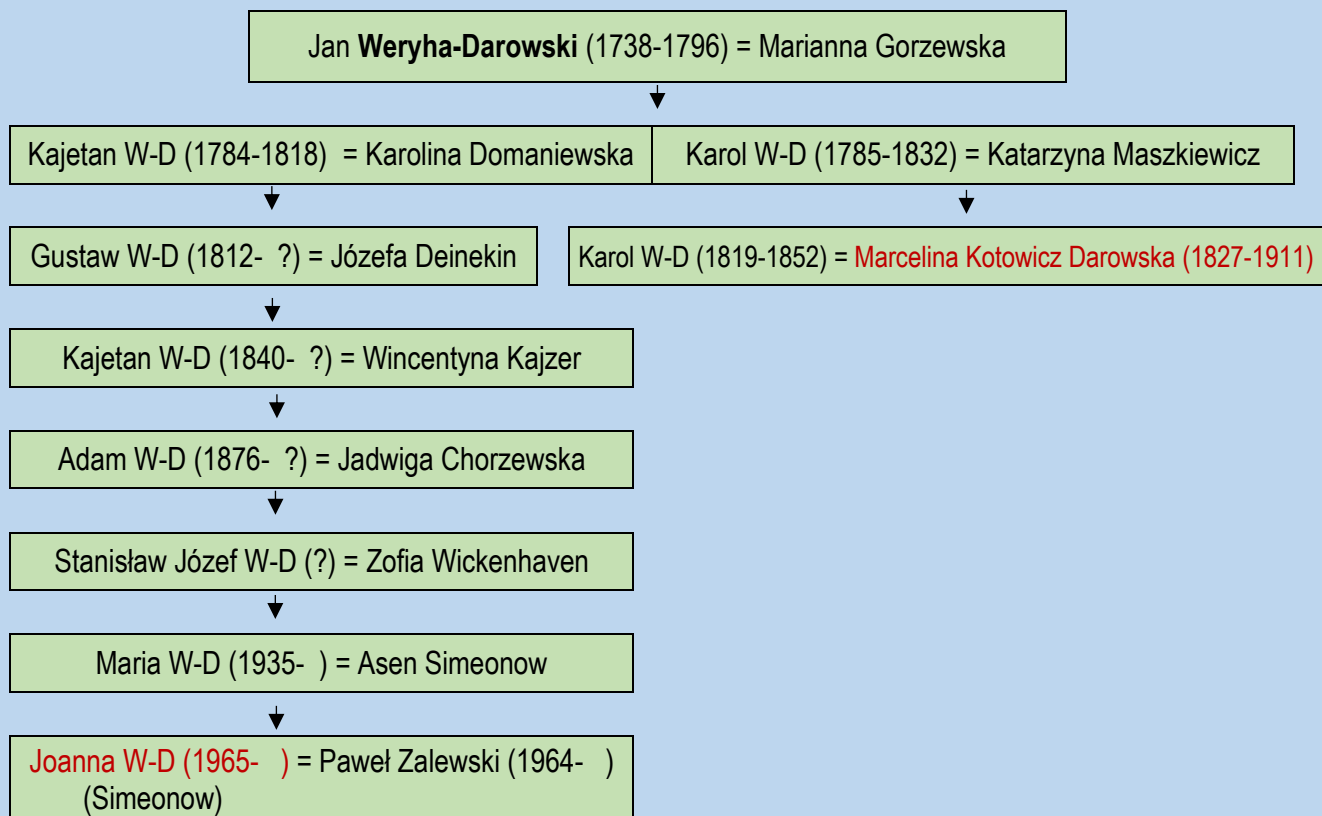 Jan Weryha-Darowski (1738-1796) = Marianna Gorzewska
Kajetan W-D (1784-1818) = Karolina Domaniewska
Karol W-D (1785-1832) = Katarzyna Maszkiewicz
Gustaw W-D (1812- ?) = Józefa Deinekin
Karol W-D (1819-1852) = Marcelina Kotowicz Darowska (1827-1911)
Kajetan W-D (1840- ?) = Wincentyna Kajzer
Adam W-D (1876- ?) = Jadwiga Chorzewska
Stanisław Józef W-D (?) = Zofia Wickenhaven
Maria W-D (1935- ) = Asen Simeonow
Joanna W-D (1965- ) = Paweł Zalewski (1964- )
(Simeonow)